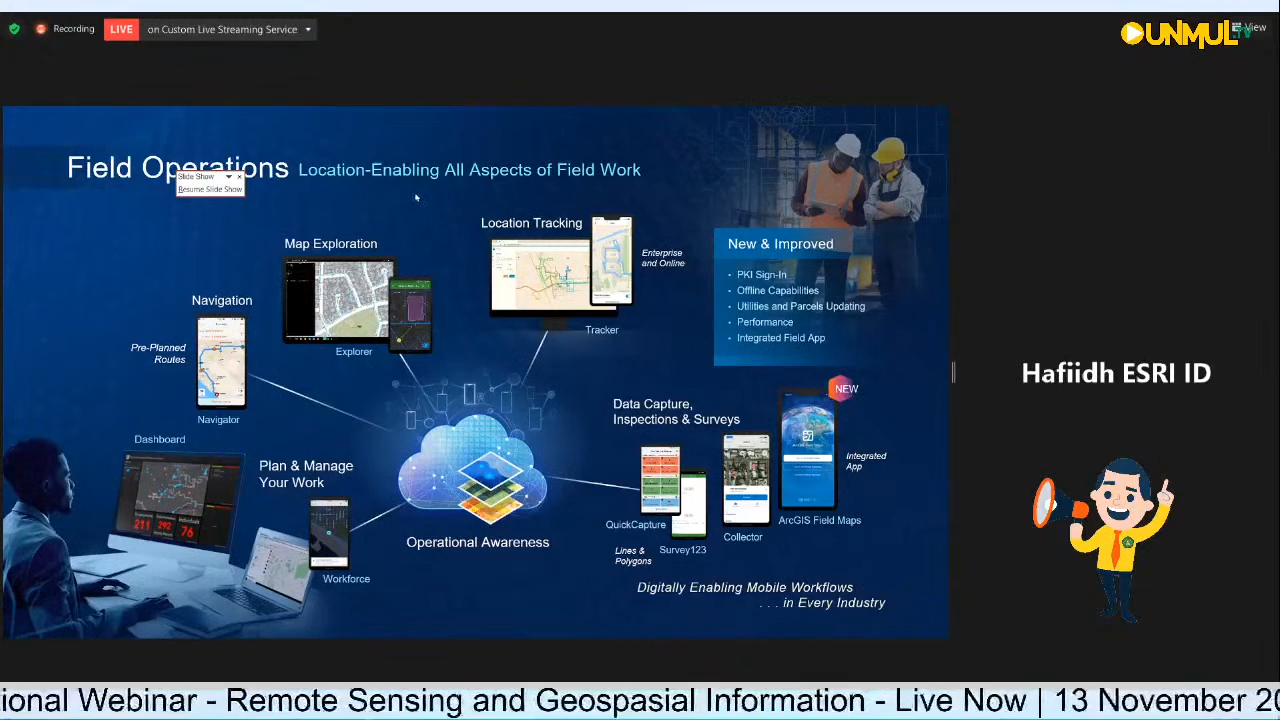 Recording
LIVE
on Custom Live Streaming Service
UNMUL
.TV
View
Field Operations Location-Enabling All Aspects of Field Work
Slide Show
Resume Slide Show
Location Tracking
Map Exploration
Enterprise
and Online
New & Improved
PKI Sign-In
Offline Capabilities
Utilities and Parcels Updating
Performance
Integrated Field App
Navigation
Pre-Planned
Routes
Tracker
Explorer
Navigator
NEW
Data Capture,
Inspections & Surveys
Dashboard
Plan & Manage
Your Work
Integrated
App
211
292
76
QuickCapture
ArcGIS Field Maps
Collector
Operational Awareness
Survey123
Lines &
Polygons
Workforce
Digitally Enabling Mobile Workflows
. . . in Every Industry
Hafiidh ESRI ID
ional Webinar - Remote Sensing and Geospasial Information - Live Now | 13 November 20